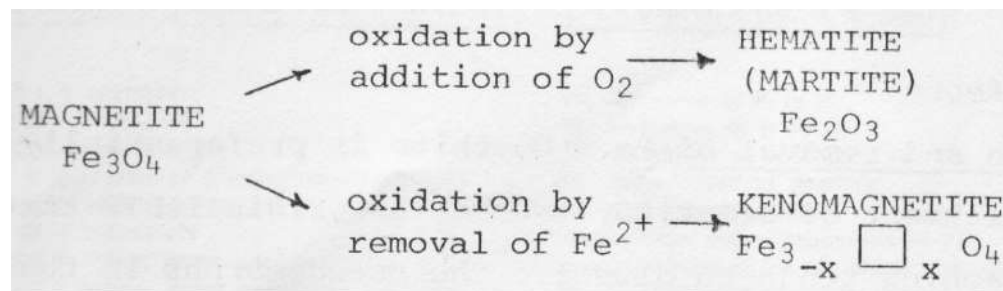 oxidation by
addition of O₂
HEMATITE
(MARTITE)
Fe₂O₃
MAGNETITE
Fe₃O₄
oxidation by
removal of Fe²⁺
KENOMAGNETITE
Fe₃₋ₓ □ₓ O₄